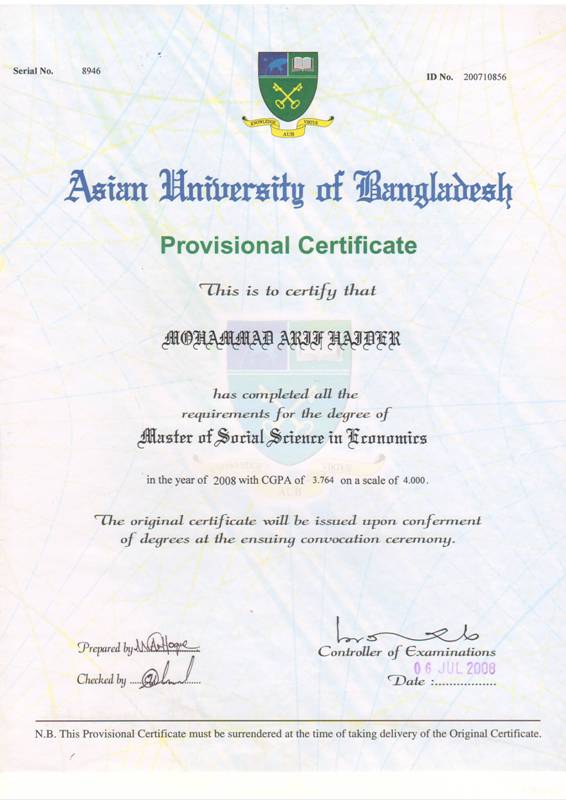 Serial No. 8946
ID No. 200710856
KNOWLEDGE VIRTUE
AUB
Asian University of Bangladesh
Provisional Certificate
This is to certify that
MOHAMMAD ARIF HAIDER
has completed all the
requirements for the degree of
Master of Social Science in Economics
in the year of 2008 with CGPA of 3.764 on a scale of 4.000.
The original certificate will be issued upon conferment
of degrees at the ensuing convocation ceremony.
Prepared by
Controller of Examinations
Checked by
06 JUL 2008
Date :.................
N.B. This Provisional Certificate must be surrendered at the time of taking delivery of the Original Certificate.